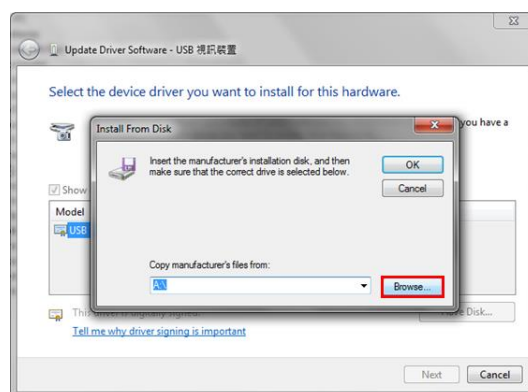 Update Driver Software - USB 視訊裝置
Select the device driver you want to install for this hardware.
you have a
Install From Disk
Insert the manufacturer's installation disk, and then
make sure that the correct drive is selected below.
OK
Cancel
Show
Model
USB
Copy manufacturer's files from:
A:\
Browse...
This driver is digitally signed.
Disk...
Tell me why driver signing is important
Next
Cancel